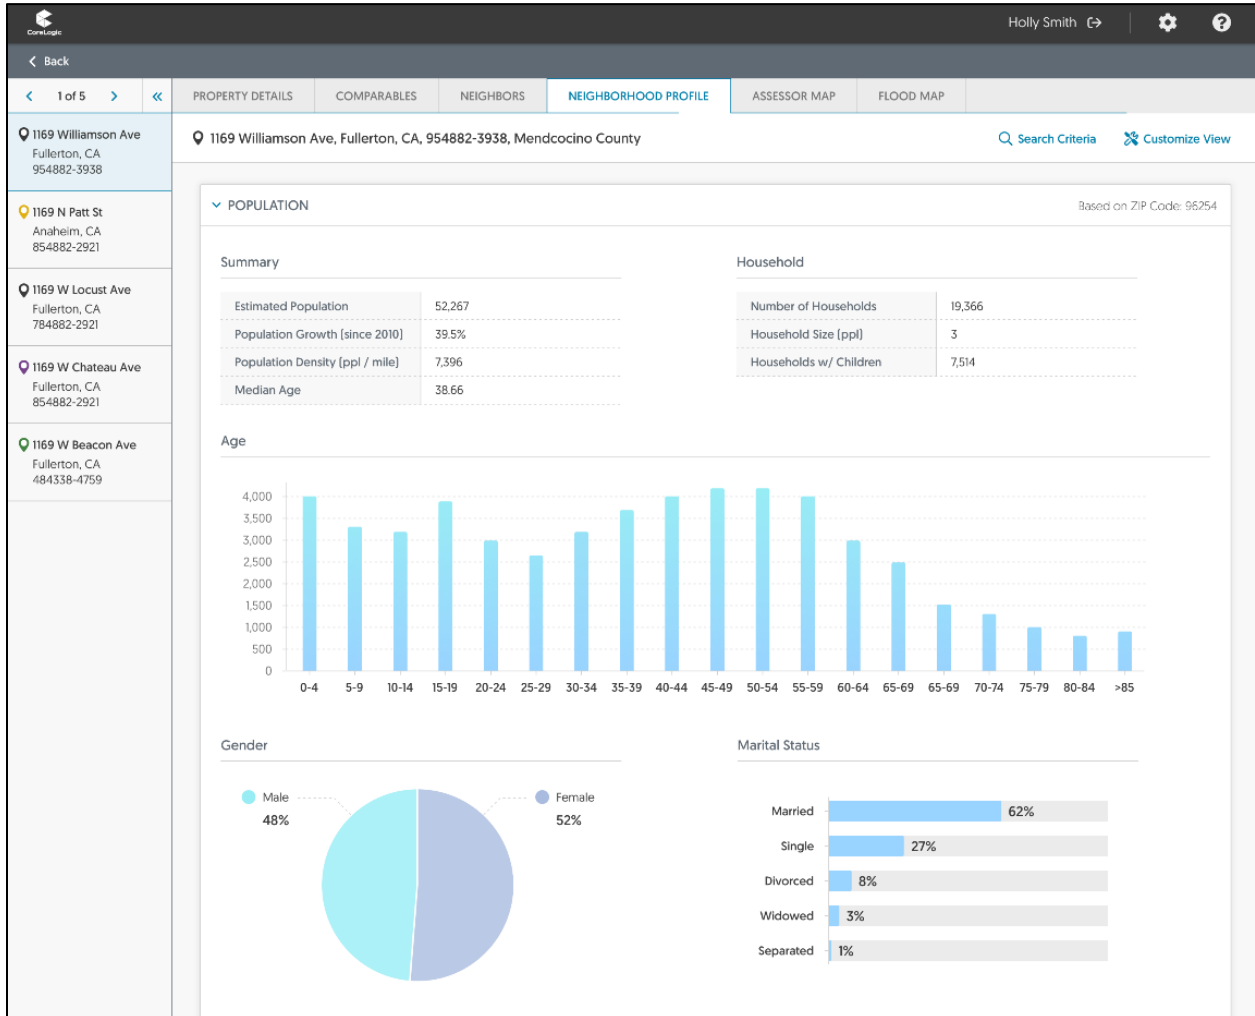 CoreLogic
Holly Smith
Back
1 of 5
PROPERTY DETAILS
COMPARABLES
NEIGHBORS
NEIGHBORHOOD PROFILE
ASSESSOR MAP
FLOOD MAP
1169 Williamson Ave
Fullerton, CA
954882-3938
1169 N Patt St
Anaheim, CA
854882-2921
1169 W Locust Ave
Fullerton, CA
784882-2921
1169 W Chateau Ave
Fullerton, CA
854882-2921
1169 W Beacon Ave
Fullerton, CA
484338-4759
1169 Williamson Ave, Fullerton, CA, 954882-3938, Mendcocino County
Search Criteria
Customize View
POPULATION
Based on ZIP Code: 96254
Summary
Estimated Population 52,267
Population Growth (since 2010) 39.5%
Population Density (ppl / mile) 7,396
Median Age 38.66
Household
Number of Households 19,366
Household Size (ppl) 3
Households w/ Children 7,514
Age
4,000
3,500
3,000
2,500
2,000
1,500
1,000
500
0
0-4 5-9 10-14 15-19 20-24 25-29 30-34 35-39 40-44 45-49 50-54 55-59 60-64 65-69 65-69 70-74 75-79 80-84 >85
Gender
Male
48%
Female
52%
Marital Status
Married 62%
Single 27%
Divorced 8%
Widowed 3%
Separated 1%